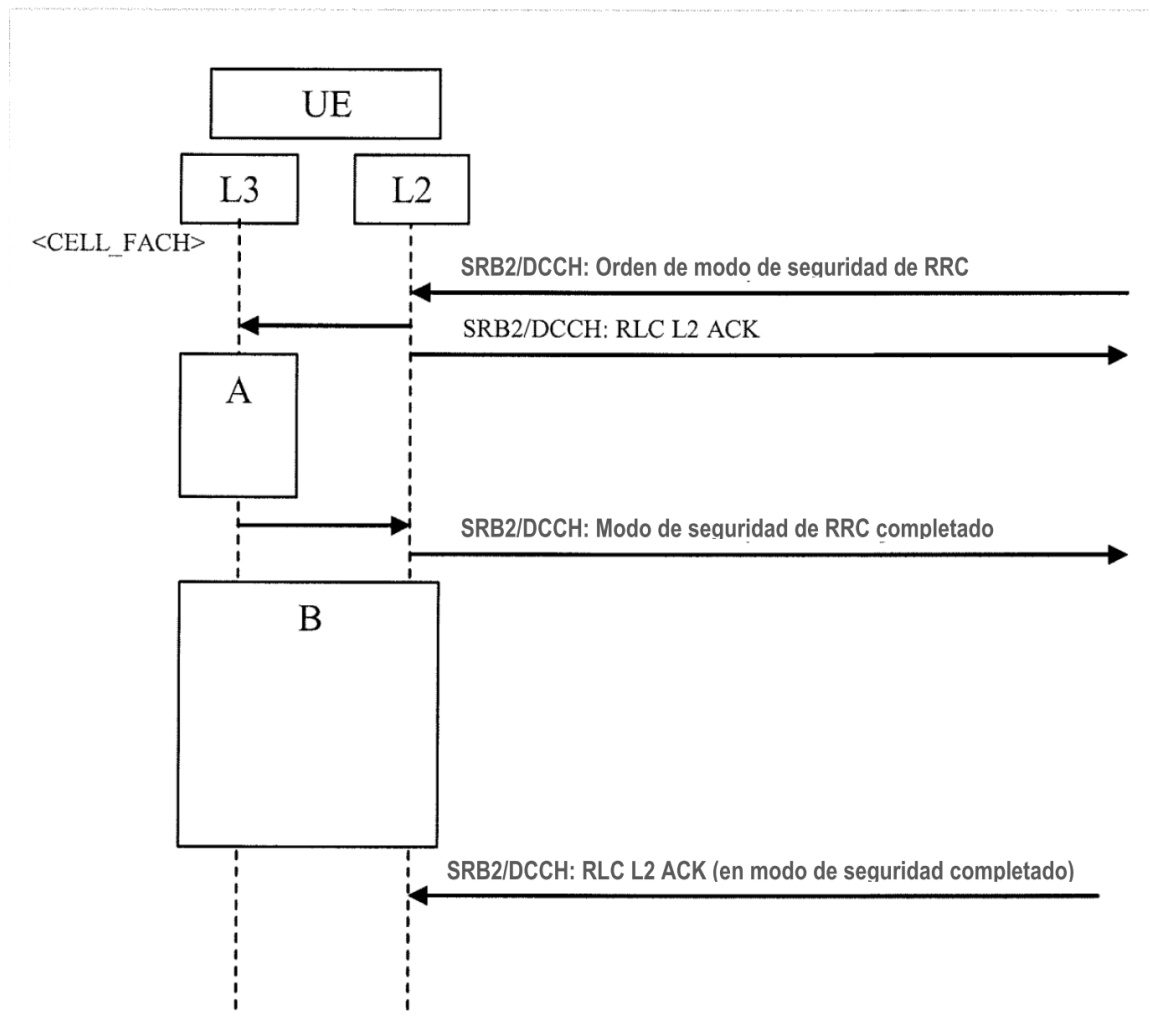 UE
L3 L2
<CELL_FACH>
SRB2/DCCH: Orden de modo de seguridad de RRC
SRB2/DCCH: RLC L2 ACK
A
SRB2/DCCH: Modo de seguridad de RRC completado
B
SRB2/DCCH: RLC L2 ACK (en modo de seguridad completado)